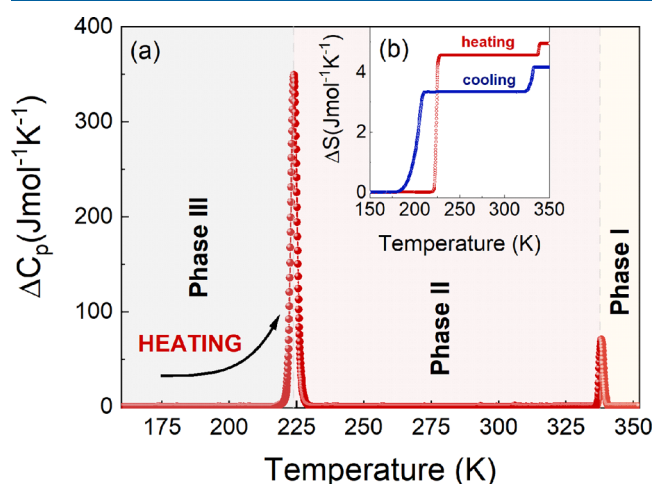 (a)
ΔCp(Jmol⁻¹K⁻¹)
400
300
200
100
0
175
200
225
250
275
300
325
350
Temperature (K)
Phase III
Phase II
Phase I
HEATING
(b)
heating
cooling
ΔS(Jmol⁻¹K⁻¹)
4
2
0
150
200
250
300
350
Temperature (K)